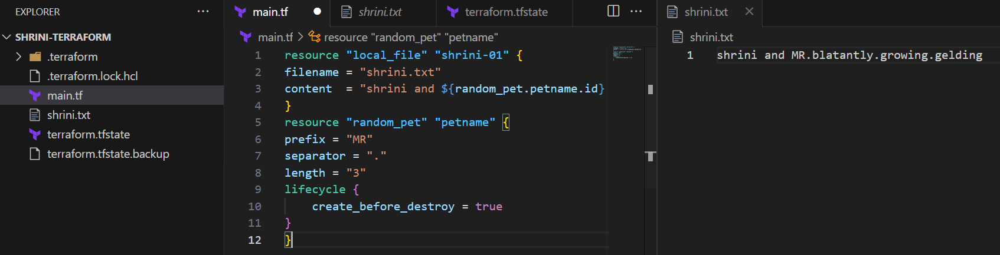 EXPLORER ...
SHRINI-TERRAFORM
.terraform
.terraform.lock.hcl
main.tf
shrini.txt
terraform.tfstate
terraform.tfstate.backup
main.tf shrini.txt terraform.tfstate ...
main.tf > resource "random_pet" "petname"
1 resource "local_file" "shrini-01" {
2 filename = "shrini.txt"
3 content  = "shrini and ${random_pet.petname.id}
4 }
5 resource "random_pet" "petname" {
6 prefix = "MR"
7 separator = "."
8 length = "3"
9 lifecycle {
10     create_before_destroy = true
11 }
12 }
shrini.txt
shrini.txt
1 shrini and MR.blatantly.growing.gelding